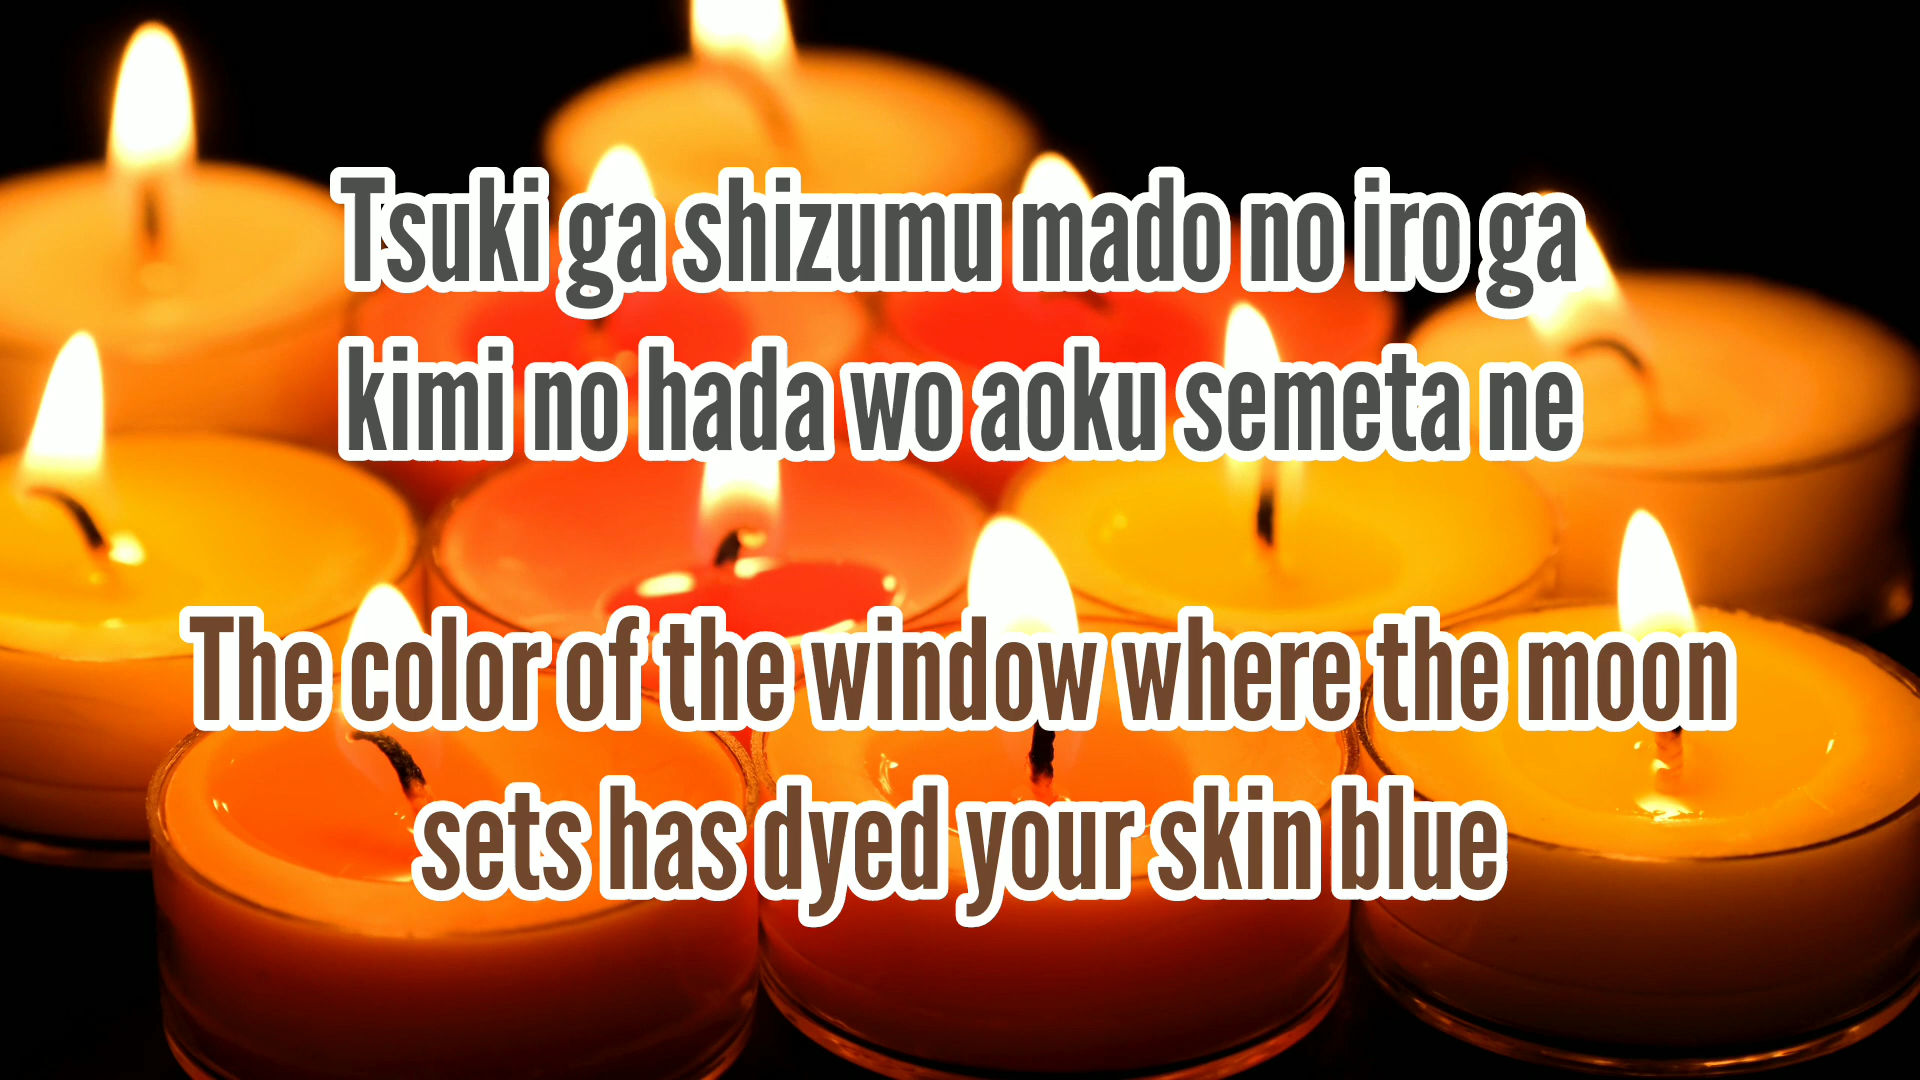 Tsuki ga shizumu mado no iro ga
kimi no hada wo aoku semeta ne
The color of the window where the moon
sets has dyed your skin blue